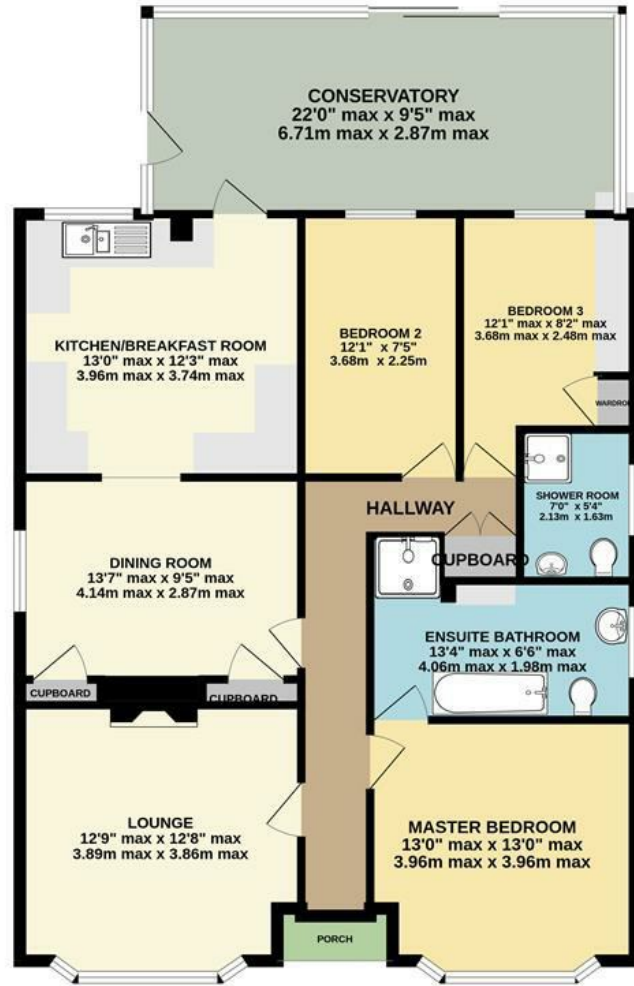 CONSERVATORY
22'0" max x 9'5" max
6.71m max x 2.87m max
KITCHEN/BREAKFAST ROOM
13'0" max x 12'3" max
3.96m max x 3.74m max
BEDROOM 2
12'1" x 7'5"
3.68m x 2.25m
BEDROOM 3
12'1" max x 8'2" max
3.68m max x 2.48m max
WARDROB
SHOWER ROOM
7'0" x 5'4"
2.13m x 1.63m
HALLWAY
CUPBOARD
DINING ROOM
13'7" max x 9'5" max
4.14m max x 2.87m max
ENSUITE BATHROOM
13'4" max x 6'6" max
4.06m max x 1.98m max
CUPBOARD
CUPBOARD
LOUNGE
12'9" max x 12'8" max
3.89m max x 3.86m max
MASTER BEDROOM
13'0" max x 13'0" max
3.96m max x 3.96m max
PORCH